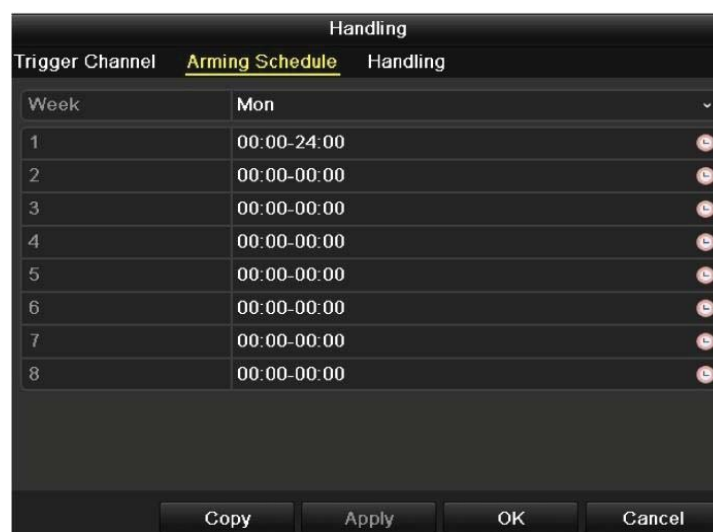 Handling
Trigger Channel Arming Schedule Handling
Week Mon
1 00:00-24:00
2 00:00-00:00
3 00:00-00:00
4 00:00-00:00
5 00:00-00:00
6 00:00-00:00
7 00:00-00:00
8 00:00-00:00
Copy Apply OK Cancel